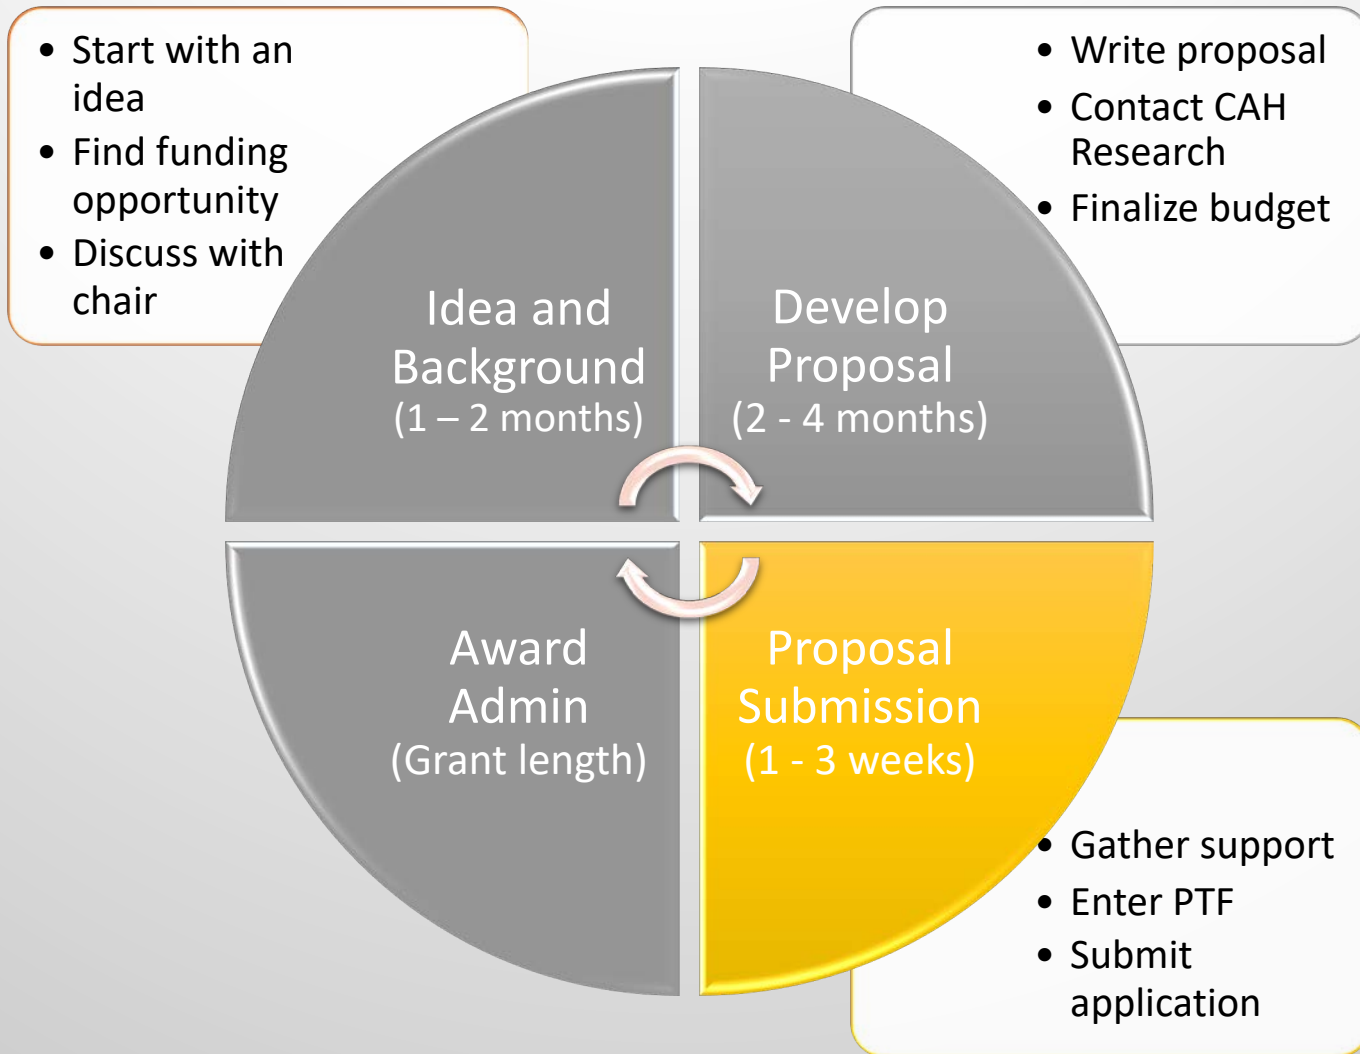 • Start with an
idea
• Find funding
opportunity
• Discuss with
chair
• Write proposal
• Contact CAH
Research
• Finalize budget
Idea and
Background
(1 – 2 months)
Develop
Proposal
(2 - 4 months)
Award
Admin
(Grant length)
Proposal
Submission
(1 - 3 weeks)
• Gather support
• Enter PTF
• Submit
application